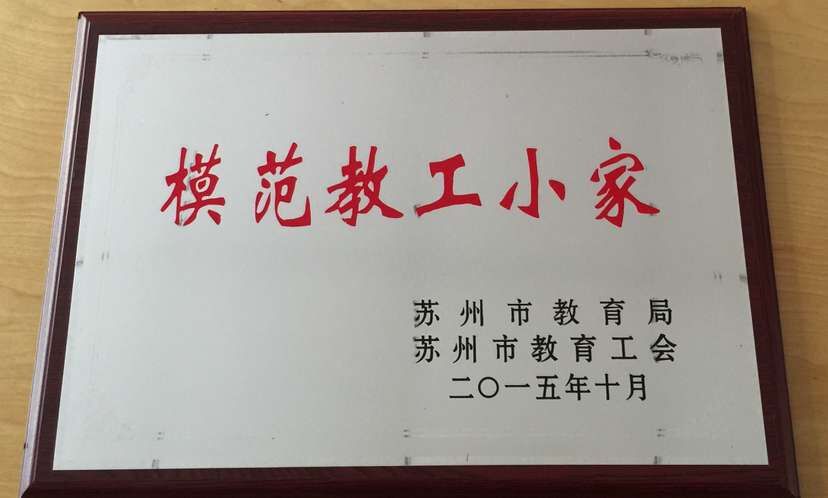 模范教工小家
苏州市教育局
苏州市教育工会
二〇一五年十月